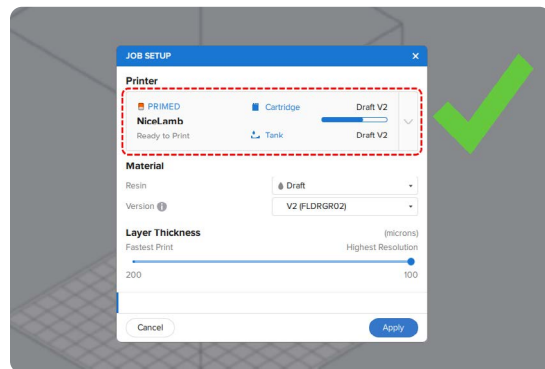 JOB SETUP
Printer
PRIMED Cartridge Draft V2
NiceLamb
Ready to Print Tank Draft V2
Material
Resin Draft
Version V2 (FLDRGR02)
Layer Thickness (microns)
Fastest Print Highest Resolution
200 100
Cancel Apply